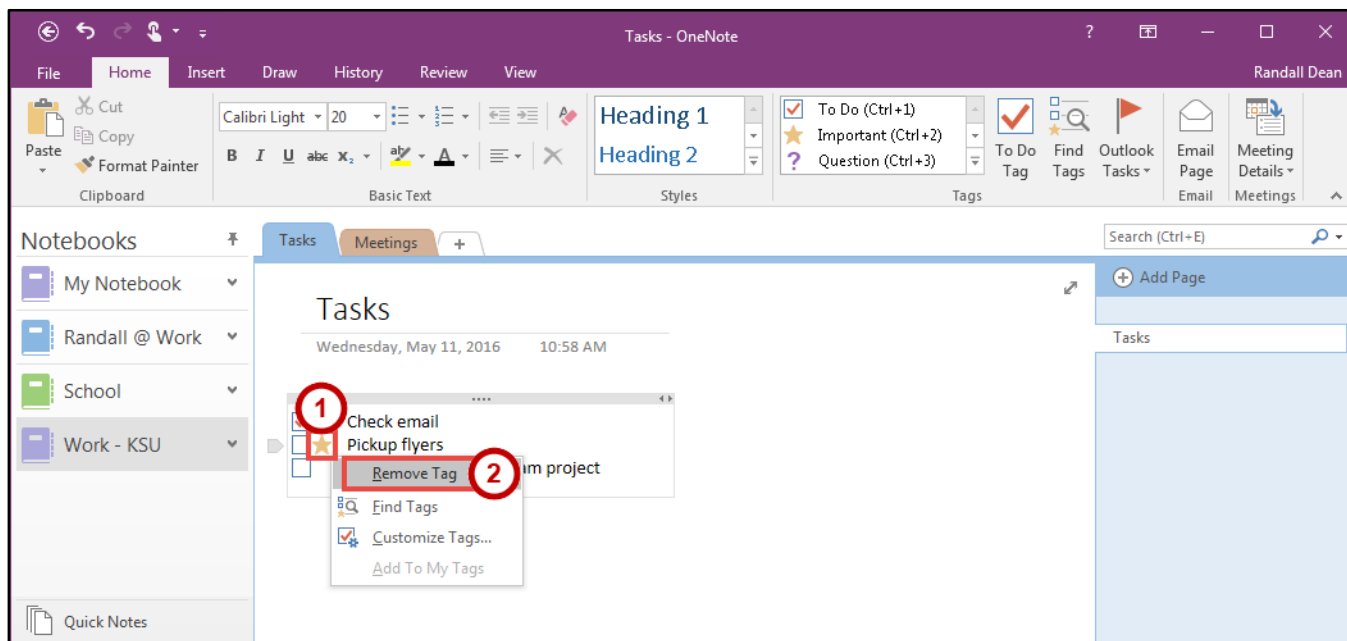 Tasks - OneNote
?
File Home Insert Draw History Review View Randall Dean
Paste
Cut
Copy
Format Painter
Clipboard
Calibri Light 20
B I U abc X₂ aby A
Basic Text
Heading 1
Heading 2
Styles
To Do (Ctrl+1)
Important (Ctrl+2)
? Question (Ctrl+3)
To Do Tag
Find Tags
Outlook Tasks
Tags
Email Page
Email
Meeting Details
Meetings
Notebooks
My Notebook
Randall @ Work
School
Work - KSU
Quick Notes
Tasks Meetings +
Search (Ctrl+E)
Add Page
Tasks
Tasks
Wednesday, May 11, 2016 10:58 AM
1
Check email
Pickup flyers
project
Remove Tag
2
Find Tags
Customize Tags...
Add To My Tags